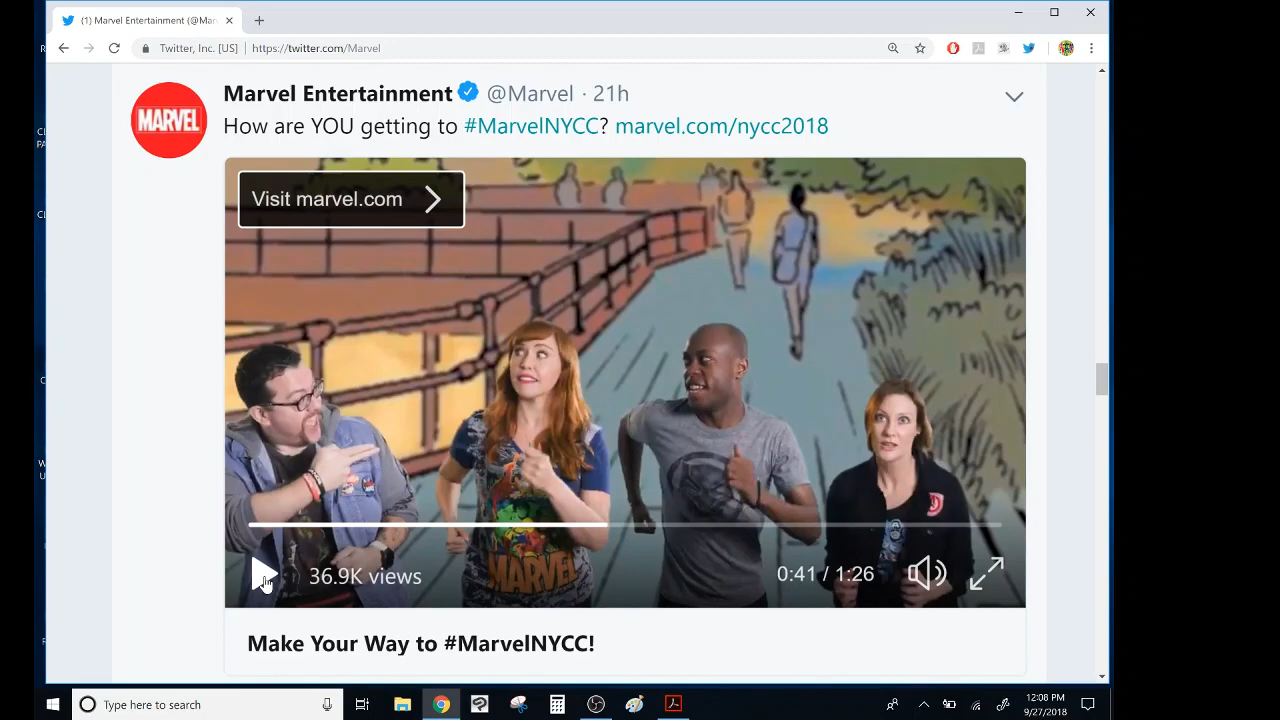 (1) Marvel Entertainment (@Mar
Twitter, Inc. [US] https://twitter.com/Marvel
Marvel Entertainment @Marvel · 21h
MARVEL
How are YOU getting to #MarvelNYCC? marvel.com/nycc2018
Visit marvel.com
MARVEL
36.9K views
0:41 / 1:26
Make Your Way to #MarvelNYCC!
Type here to search
12:08 PM
9/27/2018